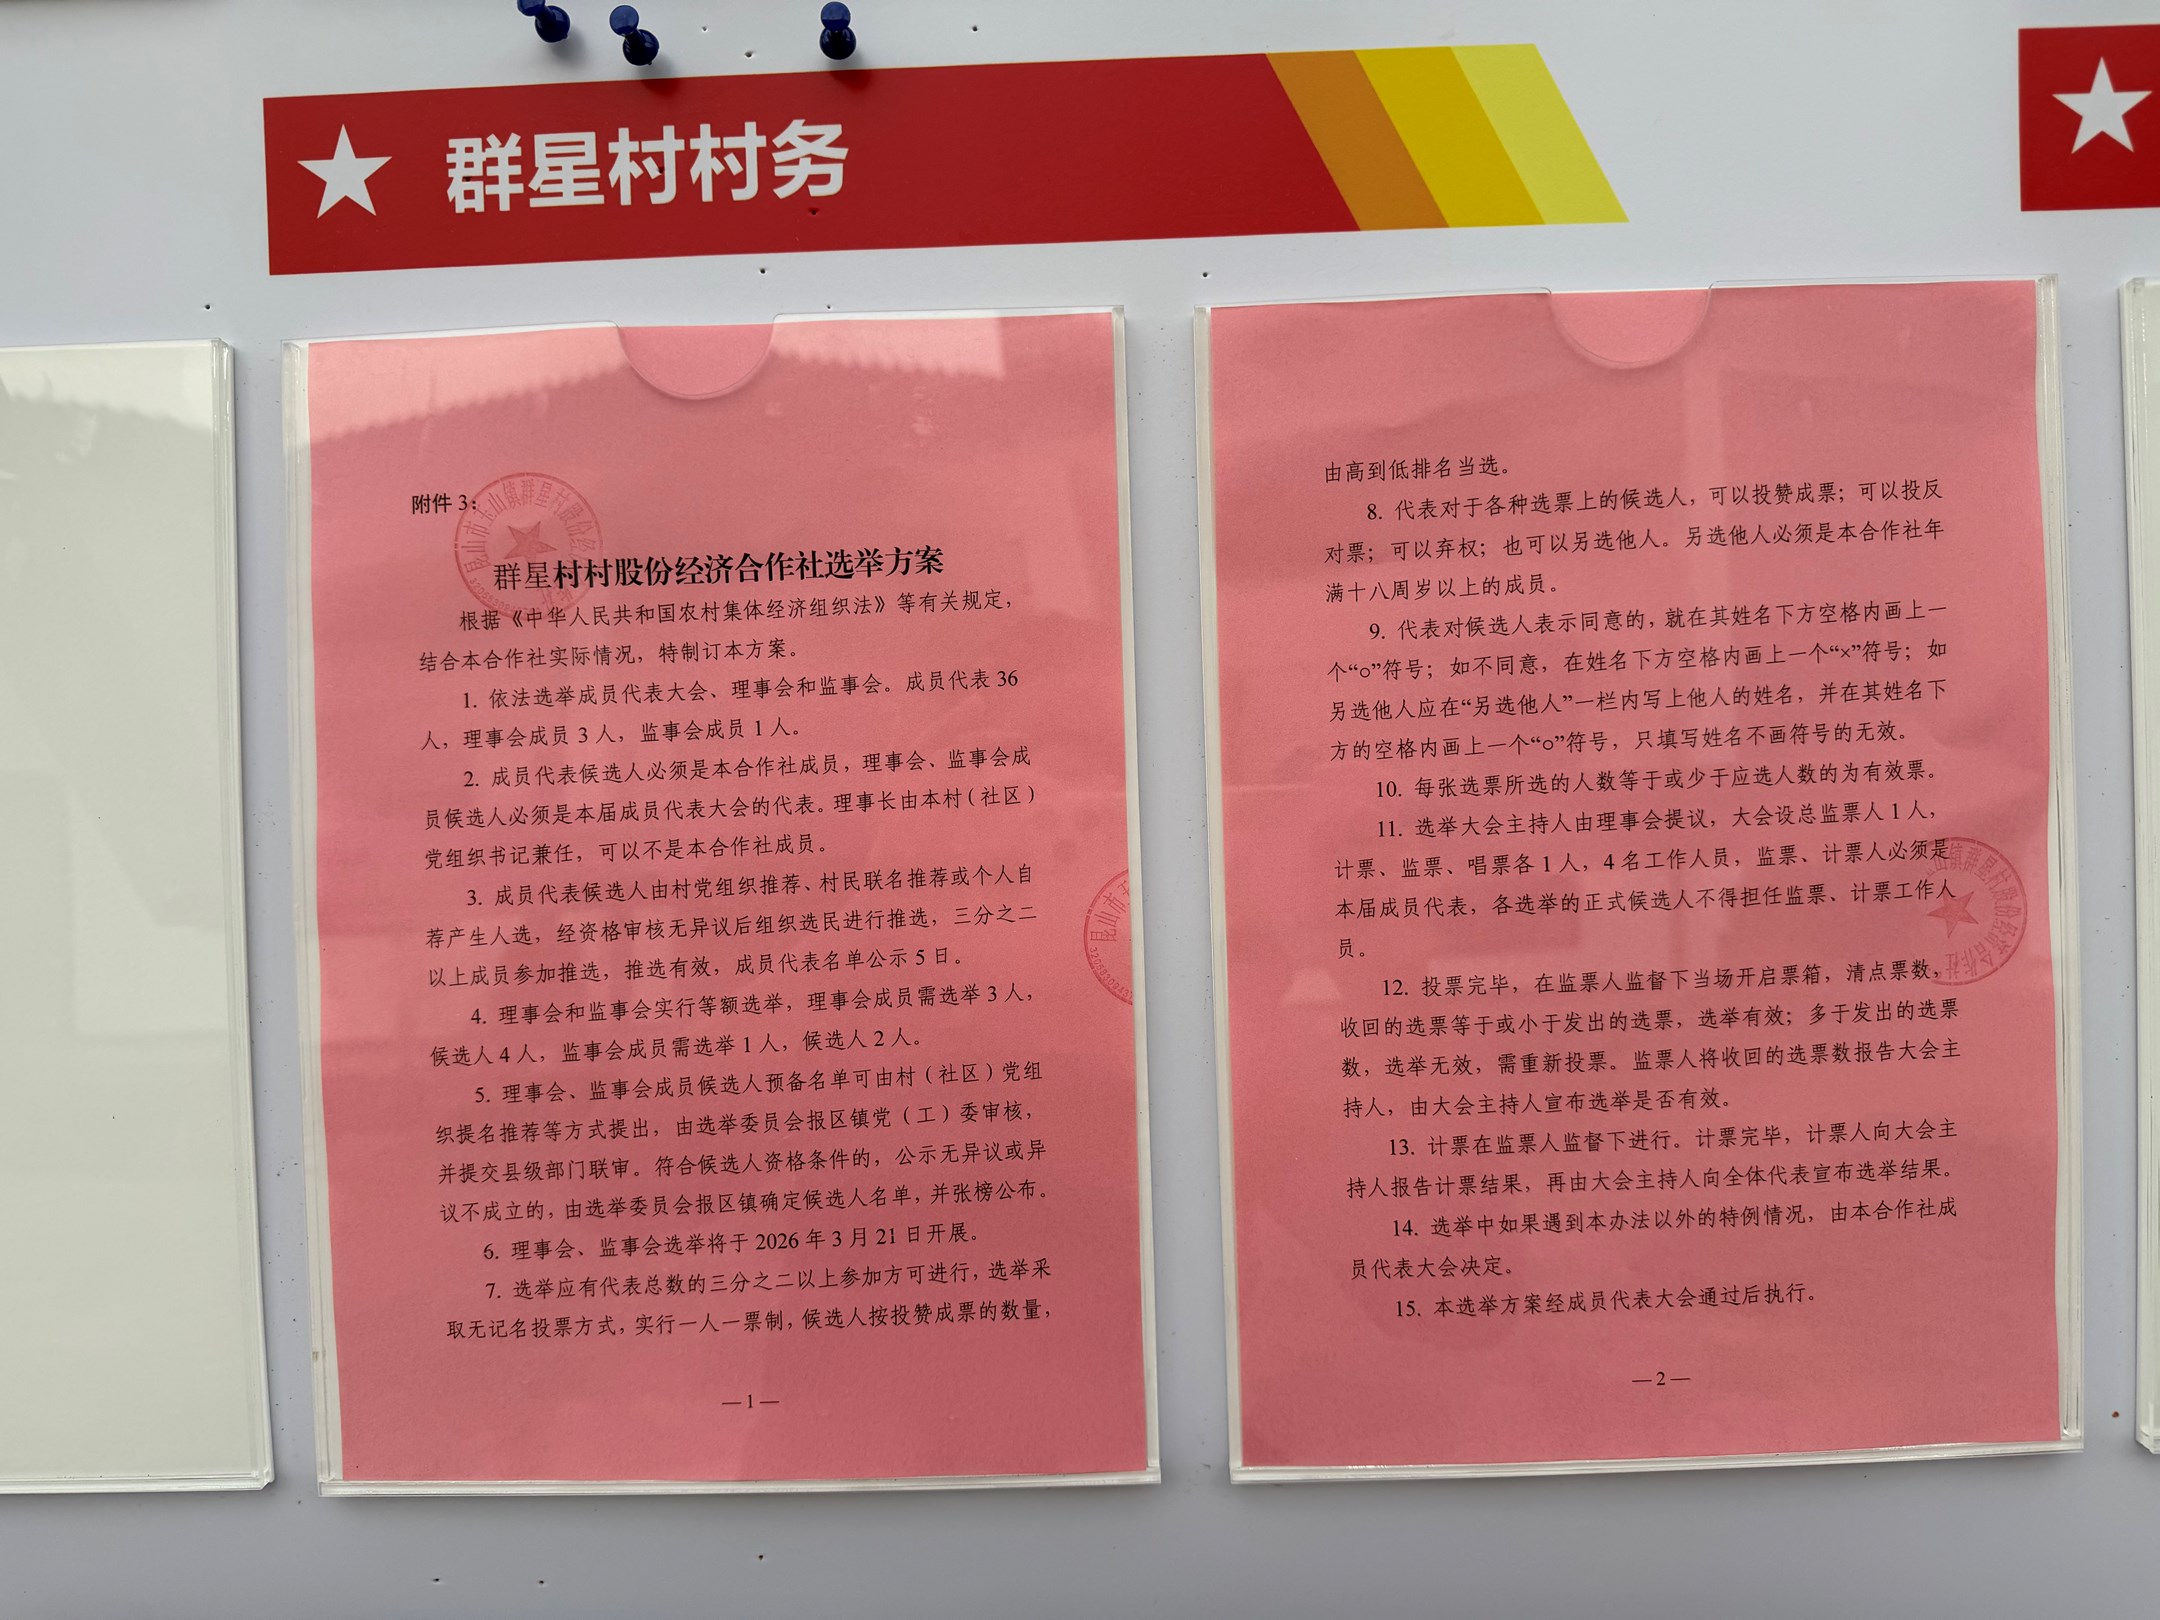 群星村村务
附件 3:
群星村村股份经济合作社选举方案
根据《中华人民共和国农村集体经济组织法》等有关规定，
结合本合作社实际情况，特制订本方案。
1. 依法选举成员代表大会、理事会和监事会。成员代表 36
人，理事会成员 3 人，监事会成员 1 人。
2. 成员代表候选人必须是本合作社成员，理事会、监事会成
员候选人必须是本届成员代表大会的代表。理事长由本村（社区）
党组织书记兼任，可以不是本合作社成员。
3. 成员代表候选人由村党组织推荐、村民联名推荐或个人自
荐产生人选，经资格审核无异议后组织选民进行推选，三分之二
以上成员参加推选，推选有效，成员代表名单公示 5 日。
4. 理事会和监事会实行等额选举，理事会成员需选举 3 人，
候选人 4 人，监事会成员需选举 1 人，候选人 2 人。
5. 理事会、监事会成员候选人预备名单可由村（社区）党组
织提名推荐等方式提出，由选举委员会报区镇党（工）委审核，
并提交县级部门联审。符合候选人资格条件的，公示无异议或异
议不成立的，由选举委员会报区镇确定候选人名单，并张榜公布。
6. 理事会、监事会选举将于 2026 年 3 月 21 日开展。
7. 选举应有代表总数的三分之二以上参加方可进行，选举采
取无记名投票方式，实行一人一票制，候选人按投赞成票的数量，
— 1 —
由高到低排名当选。
8. 代表对于各种选票上的候选人，可以投赞成票；可以投反
对票；可以弃权；也可以另选他人。另选他人必须是本合作社年
满十八周岁以上的成员。
9. 代表对候选人表示同意的，就在其姓名下方空格内画上一
个“○”符号；如不同意，在姓名下方空格内画上一个“×”符号；如
另选他人应在“另选他人”一栏内写上他人的姓名，并在其姓名下
方的空格内画上一个“○”符号，只填写姓名不画符号的无效。
10. 每张选票所选的人数等于或少于应选人数的为有效票。
11. 选举大会主持人由理事会提议，大会设总监票人 1 人，
计票、监票、唱票各 1 人，4 名工作人员，监票、计票人必须是
本届成员代表，各选举的正式候选人不得担任监票、计票工作人
员。
12. 投票完毕，在监票人监督下当场开启票箱，清点票数，
收回的选票等于或小于发出的选票，选举有效；多于发出的选票
数，选举无效，需重新投票。监票人将收回的选票数报告大会主
持人，由大会主持人宣布选举是否有效。
13. 计票在监票人监督下进行。计票完毕，计票人向大会主
持人报告计票结果，再由大会主持人向全体代表宣布选举结果。
14. 选举中如果遇到本办法以外的特例情况，由本合作社成
员代表大会决定。
15. 本选举方案经成员代表大会通过后执行。
— 2 —